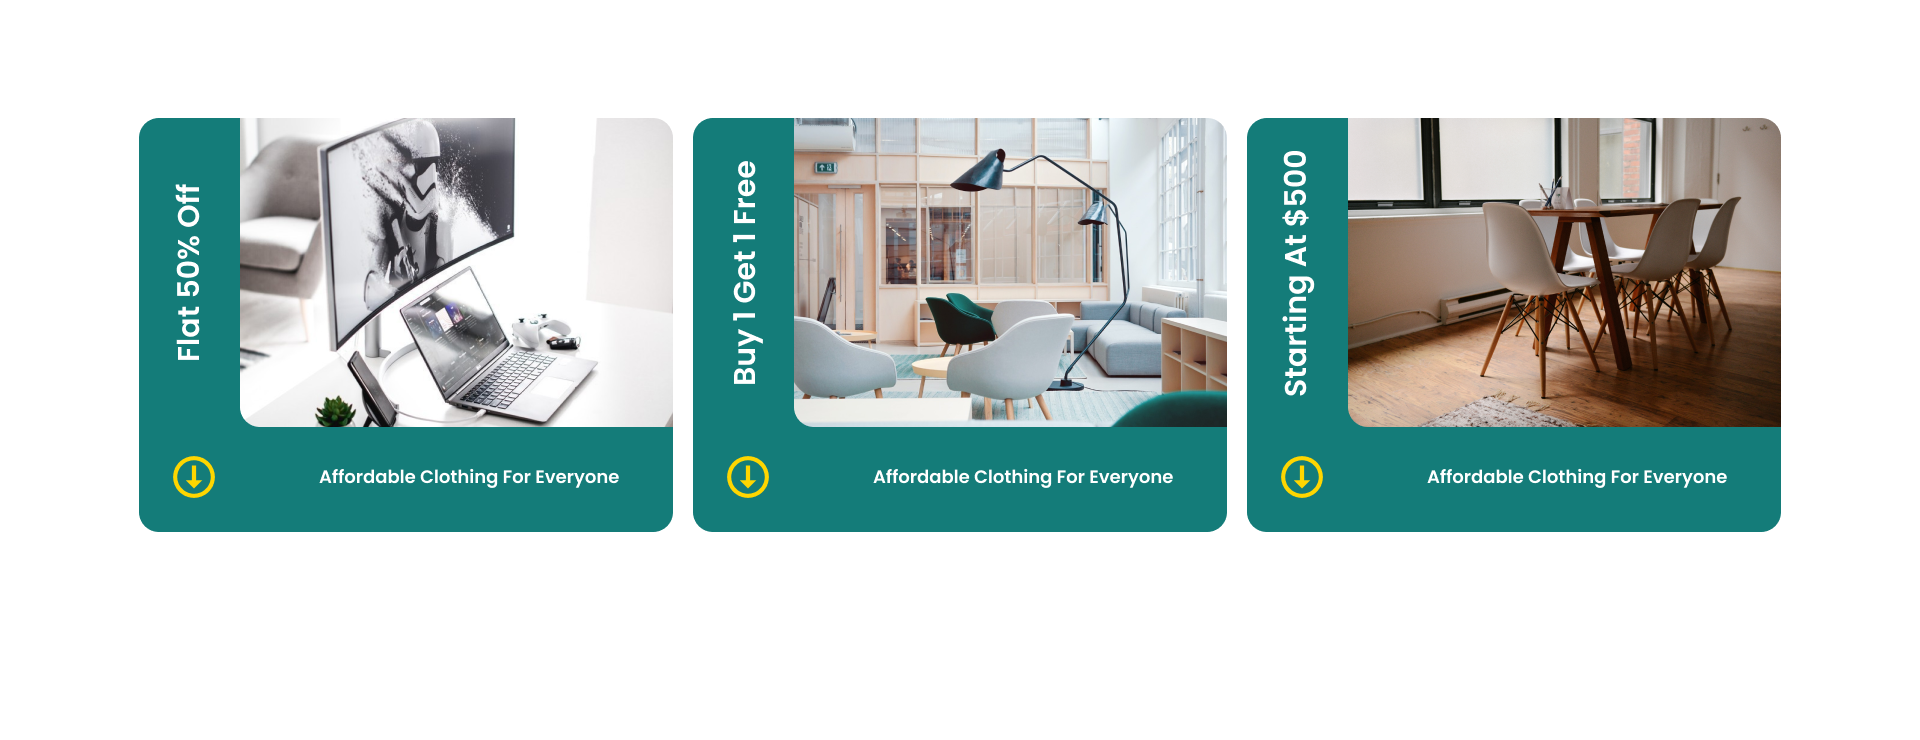 Flat 50% Off
Affordable Clothing For Everyone
Buy 1 Get 1 Free
Affordable Clothing For Everyone
Starting At $500
Affordable Clothing For Everyone